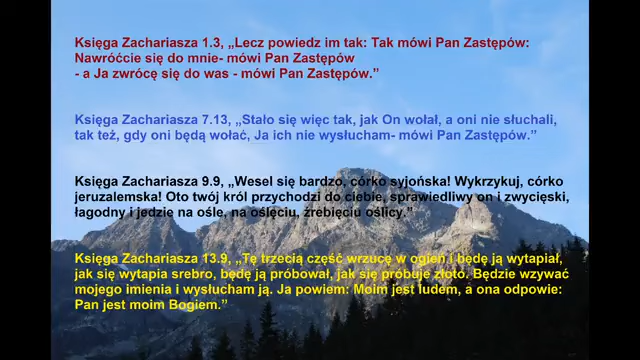 Księga Zachariasza 1.3, „Lecz powiedz im tak: Tak mówi Pan Zastępów:
Nawróćcie się do mnie- mówi Pan Zastępów
- a Ja zwrócę się do was - mówi Pan Zastępów.”
Księga Zachariasza 7.13, „Stało się więc tak, jak On wołał, a oni nie słuchali,
tak też, gdy oni będą wołać, Ja ich nie wysłucham- mówi Pan Zastępów.”
Księga Zachariasza 9.9, „Wesel się bardzo, córko syjońska! Wykrzykuj, córko
jeruzalemska! Oto twój król przychodzi do ciebie, sprawiedliwy on i zwycięski,
łagodny i jedzie na ośle, na oślęciu, źrebięciu oślicy.”
Księga Zachariasza 13.9, „Tę trzecią część wrzucę w ogień i będę ją wytapiał,
jak się wytapia srebro, będę ją próbował, jak się próbuje złoto. Będzie wzywać
mojego imienia i wysłucham ją. Ja powiem: Moim jest ludem, a ona odpowie:
Pan jest moim Bogiem.”